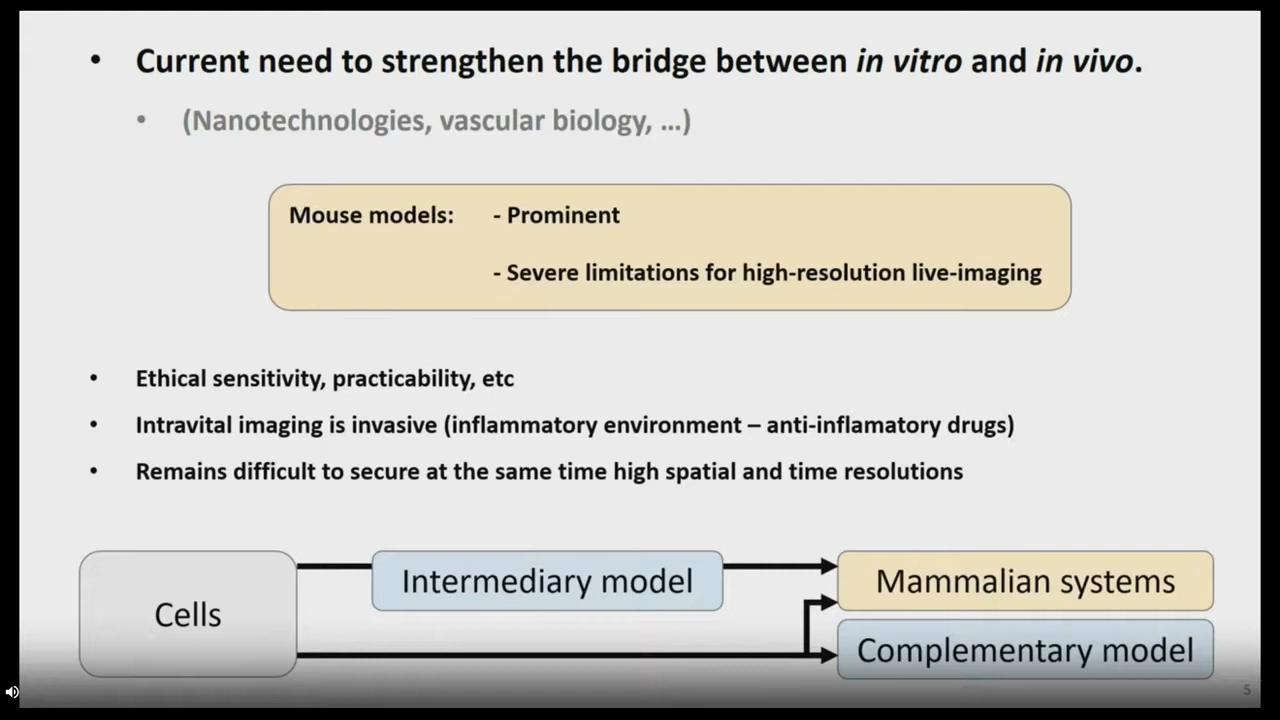 • Current need to strengthen the bridge between in vitro and in vivo.
• (Nanotechnologies, vascular biology, ...)
Mouse models: - Prominent
- Severe limitations for high-resolution live-imaging
• Ethical sensitivity, practicability, etc
• Intravital imaging is invasive (inflammatory environment – anti-inflamatory drugs)
• Remains difficult to secure at the same time high spatial and time resolutions
Cells
Intermediary model
Mammalian systems
Complementary model
5